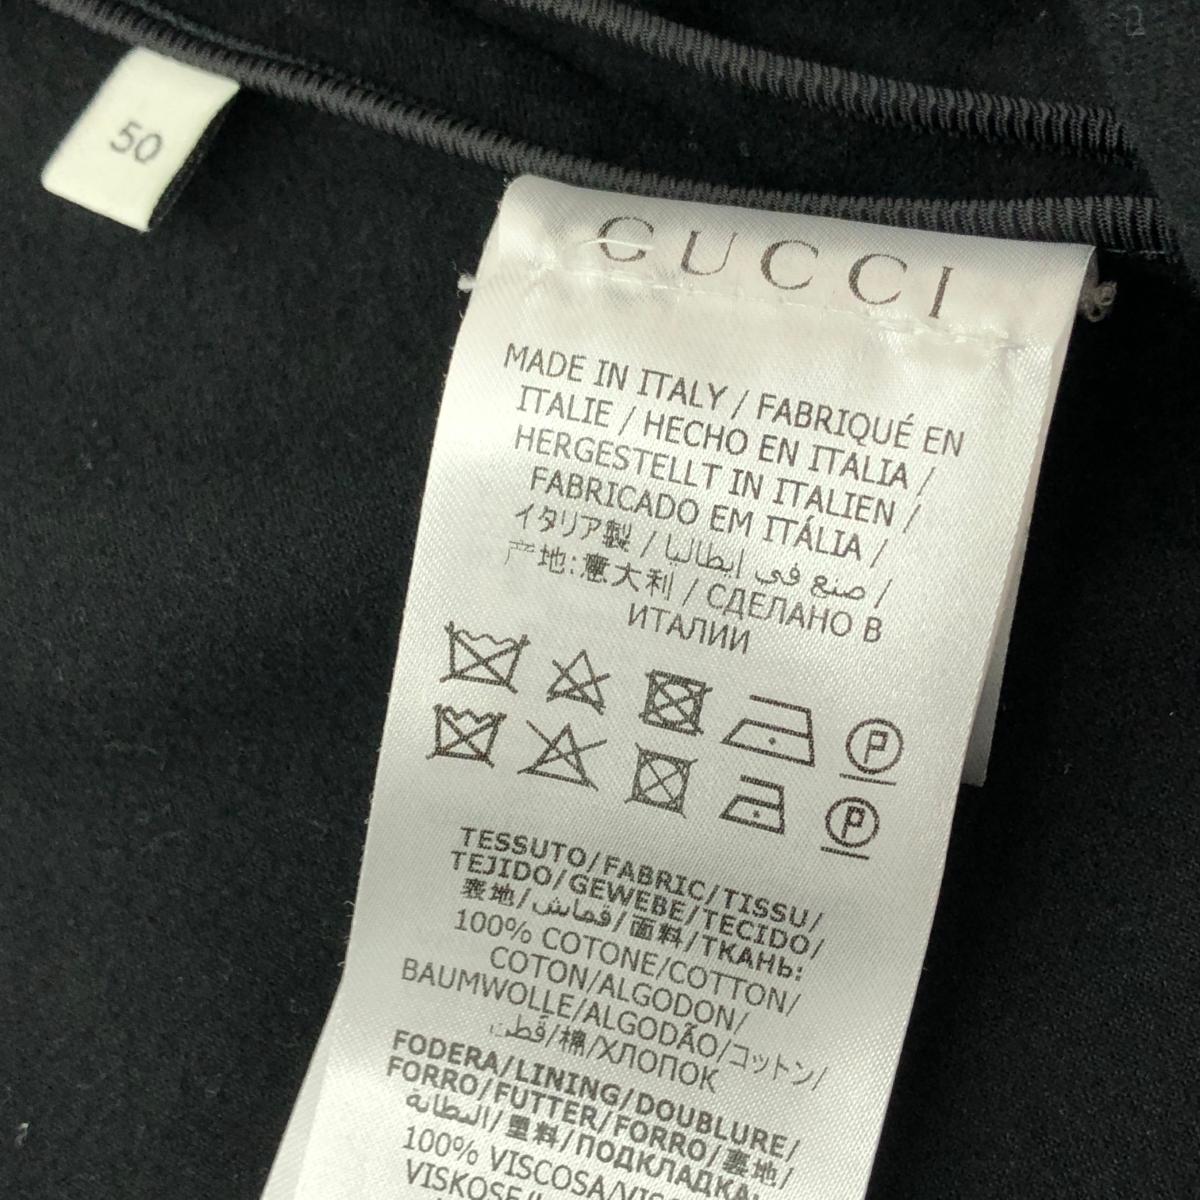 50
GUCCI
MADE IN ITALY / FABRIQUÉ EN
ITALIE / HECHO EN ITALIA /
HERGESTELLT IN ITALIEN /
FABRICADO EM ITÁLIA /
イタリア製 / صنع في إيطاليا /
产地:意大利 / СДЕЛАНО В
ИТАЛИИ
P
P
TESSUTO/FABRIC/TISSU/
TEJIDO/GEWEBE/TECIDO/
表地/قماش/面料/ТКАНЬ:
100% COTONE/COTTON/
COTON/ALGODON/
BAUMWOLLE/ALGODÃO/コットン/
قطن/棉/ХЛОПОК
FODERA/LINING/DOUBLURE/
FORRO/FUTTER/FORRO/裏地/
البطانة/里料/ПОДКЛАДКА:
100% VISCOSA/
VISKOSE/